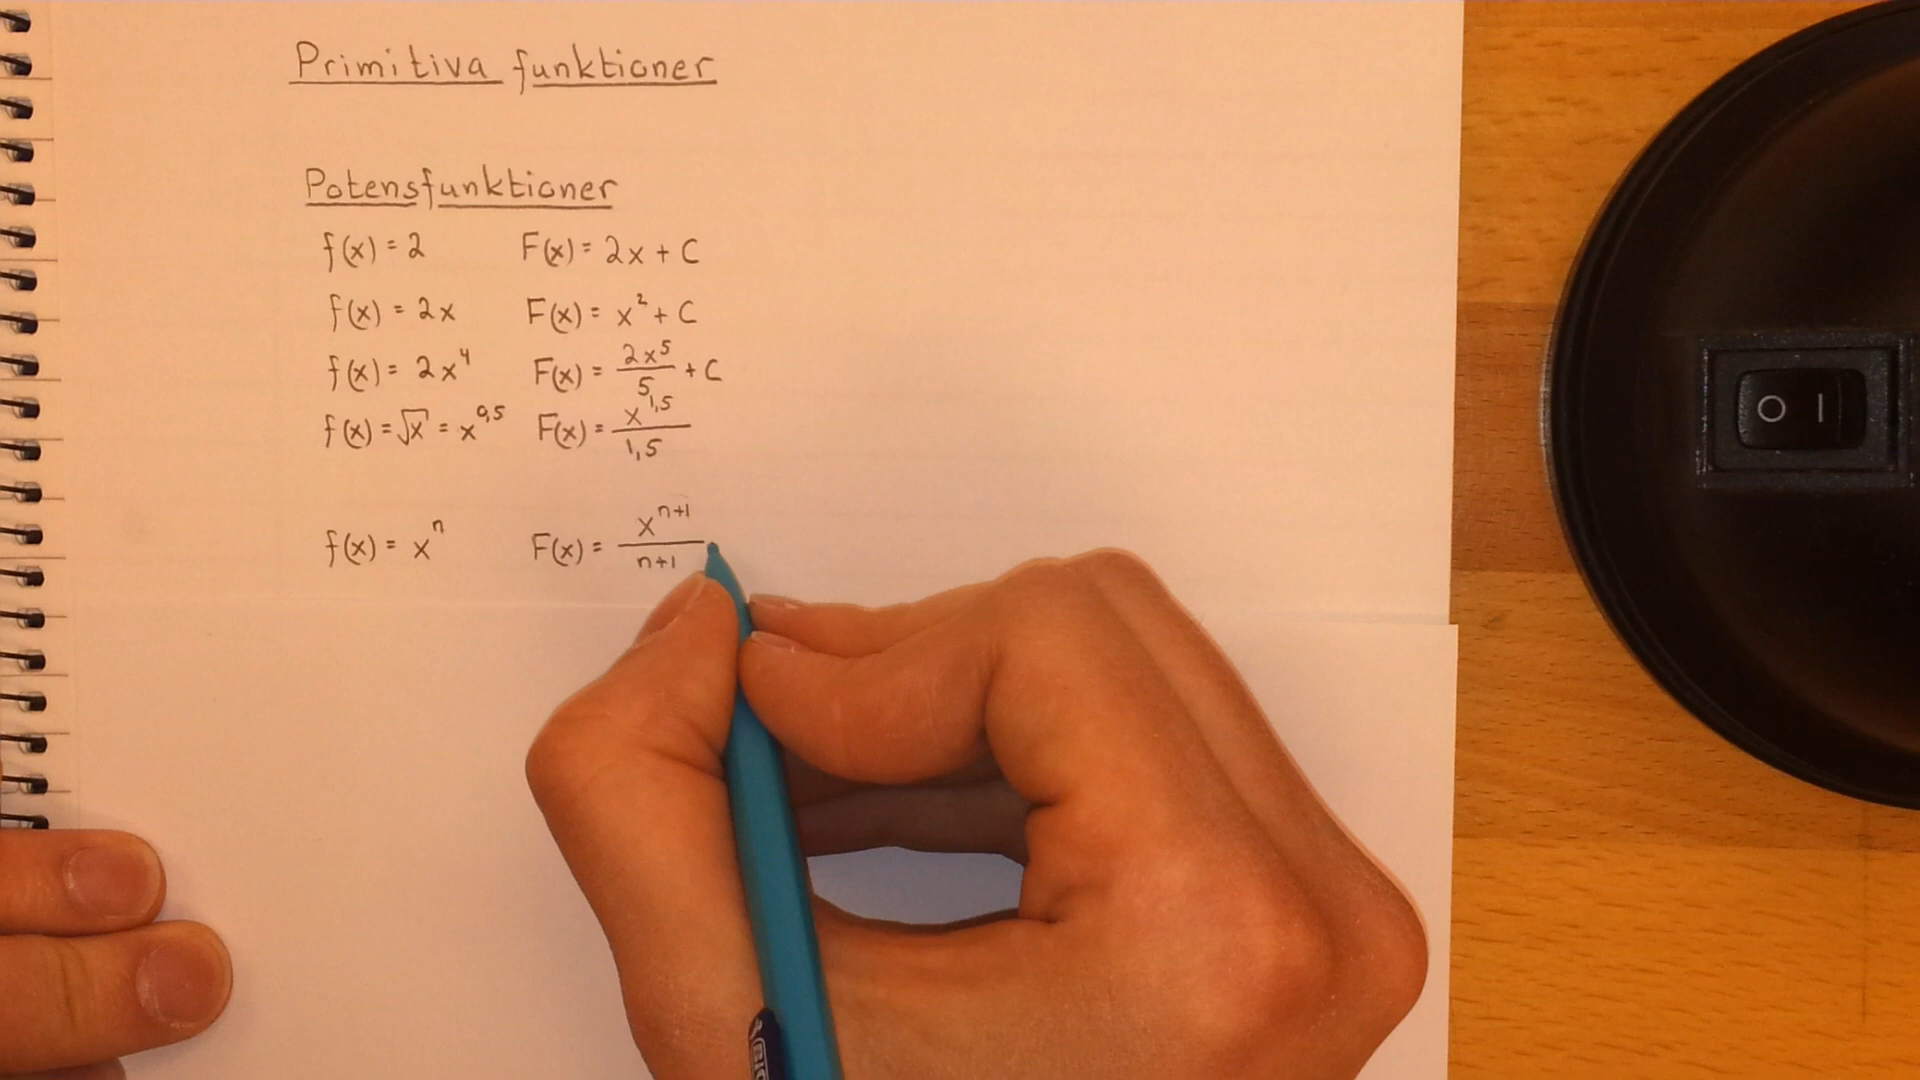 Primitiva funktioner
Potensfunktioner
f(x) = 2 F(x) = 2x + C
f(x) = 2x F(x) = x² + C
f(x) = 2x⁴ F(x) = 2x⁵/5 + C
f(x) = √x = x^0,5 F(x) = x^1,5/1,5
f(x) = xⁿ F(x) = x^n+1/n+1
O I
BIC